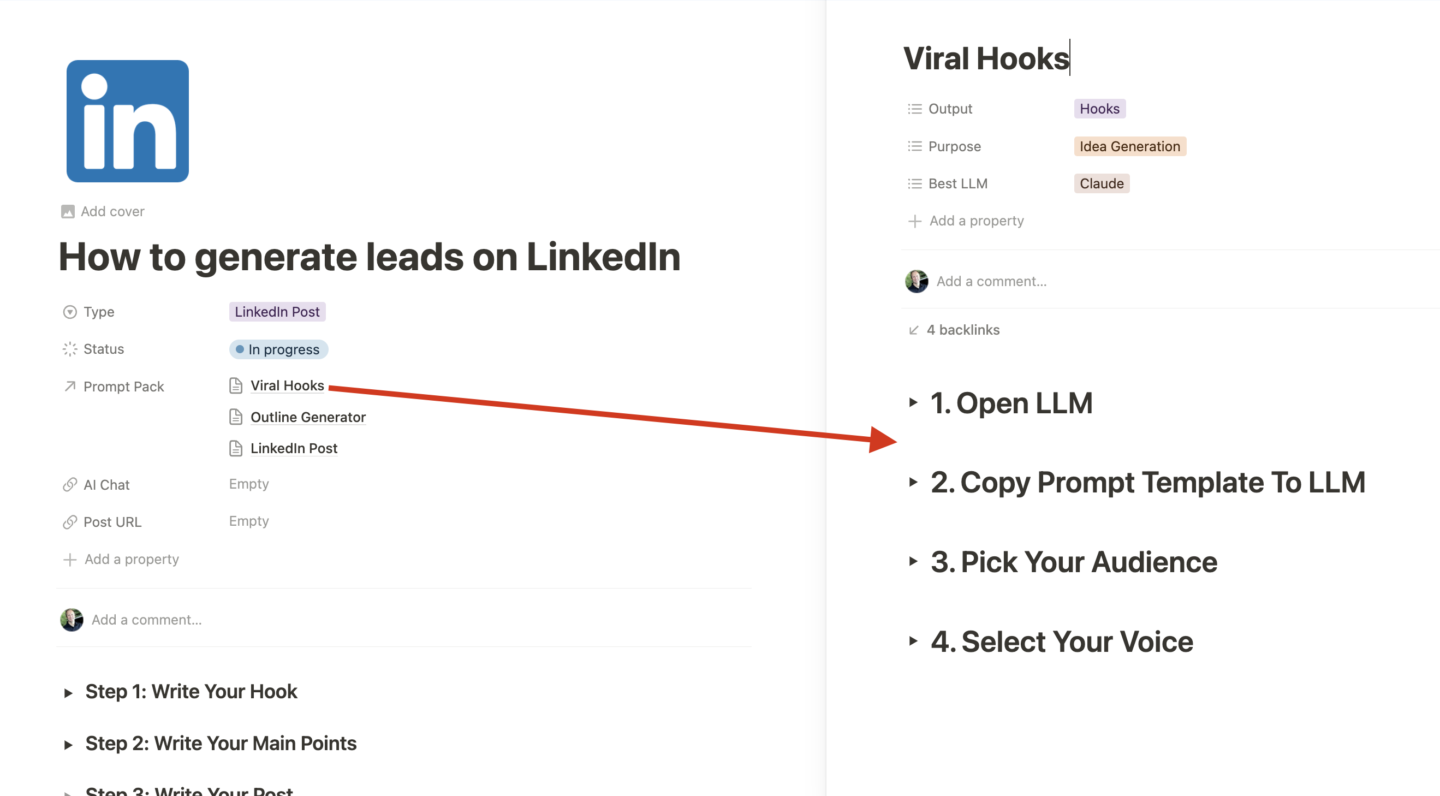 in
Add cover
How to generate leads on LinkedIn
Type
LinkedIn Post
Status
In progress
Prompt Pack
Viral Hooks
Outline Generator
LinkedIn Post
AI Chat
Empty
Post URL
Empty
Add a property
Add a comment...
Step 1: Write Your Hook
Step 2: Write Your Main Points
Step 3: Write Your Post
Viral Hooks
Output
Hooks
Purpose
Idea Generation
Best LLM
Claude
Add a property
Add a comment...
4 backlinks
1. Open LLM
2. Copy Prompt Template To LLM
3. Pick Your Audience
4. Select Your Voice